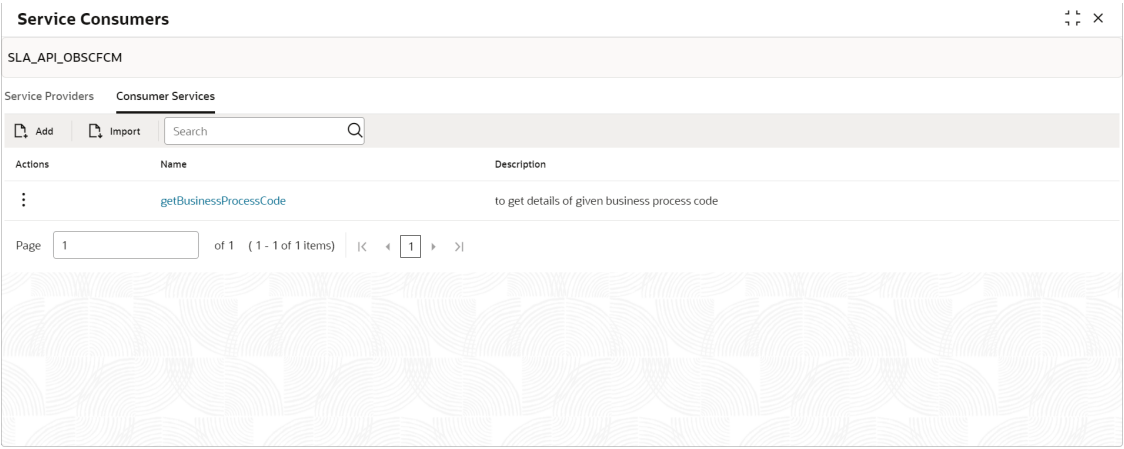 Service Consumers
SLA_API_OBSCFCM
Service Providers Consumer Services
Add Import Search
Actions Name Description
getBusinessProcessCode to get details of given business process code
Page 1 of 1 ( 1 - 1 of 1 items) 1